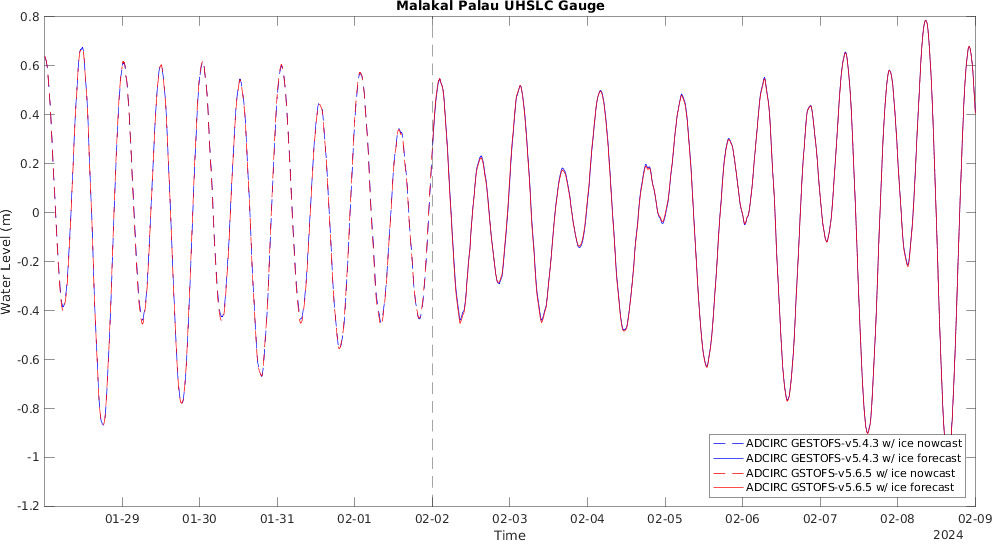 Malakal Palau UHSLC Gauge
0.8
0.6
0.4
0.2
0
-0.2
-0.4
-0.6
-0.8
-1
-1.2
Water Level (m)
ADCIRC GESTOFS-v5.4.3 w/ ice nowcast
ADCIRC GESTOFS-v5.4.3 w/ ice forecast
ADCIRC GSTOFS-v5.6.5 w/ ice nowcast
ADCIRC GSTOFS-v5.6.5 w/ ice forecast
01-29 01-30 01-31 02-01 02-02 02-03 02-04 02-05 02-06 02-07 02-08 02-09
Time
2024